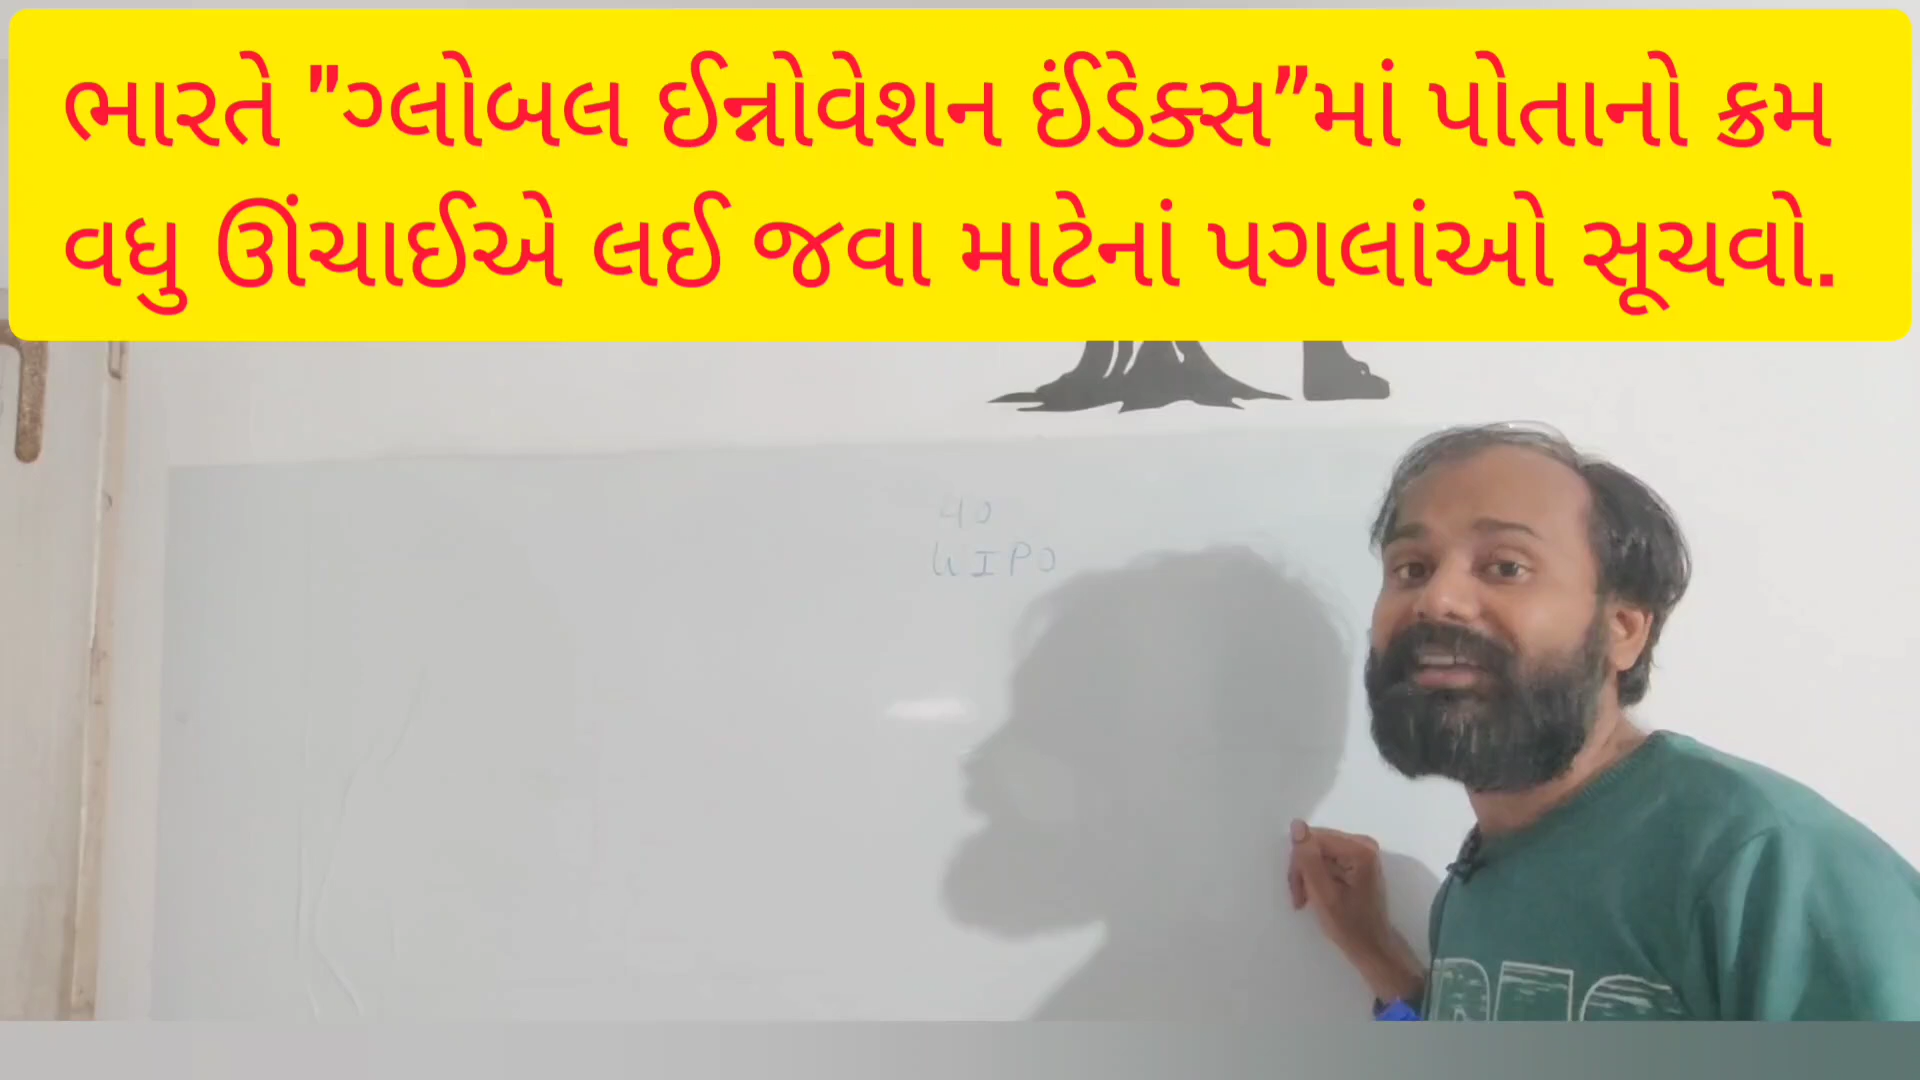 ભારતે "ગ્લોબલ ઈન્નોવેશન ઈંડેક્સ"માં પોતાનો ક્રમ
વધુ ઊંચાઈએ લઈ જવા માટેનાં પગલાંઓ સૂચવો.
40
WIPO